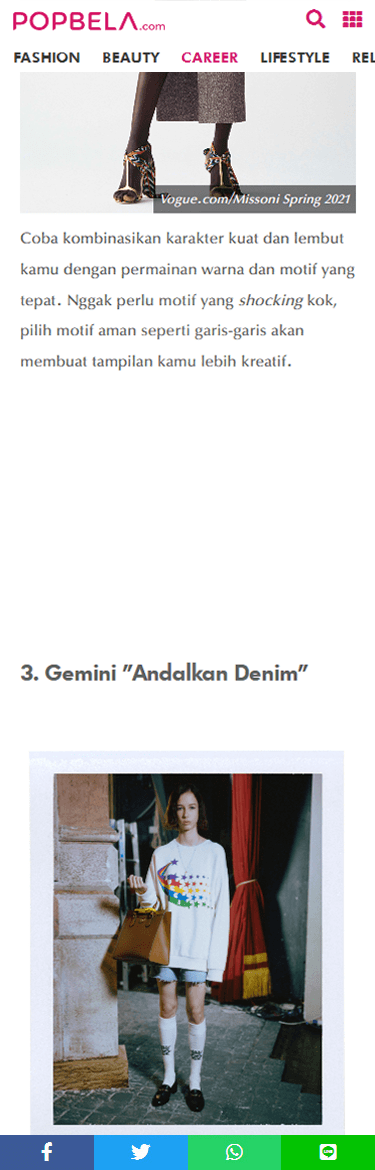 POPBELA.com
FASHION BEAUTY CAREER LIFESTYLE REL
Vogue.com/Missoni Spring 2021
Coba kombinasikan karakter kuat dan lembut
kamu dengan permainan warna dan motif yang
tepat. Nggak perlu motif yang shocking kok,
pilih motif aman seperti garis-garis akan
membuat tampilan kamu lebih kreatif.
3. Gemini "Andalkan Denim"